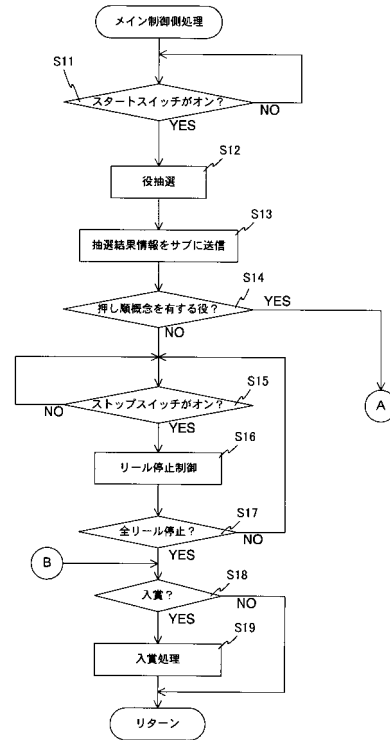 メイン制御側処理
S11
スタートスイッチがオン?
NO
YES
S12
役抽選
S13
抽選結果情報をサブに送信
S14
押し順概念を有する役?
YES
NO
A
S15
ストップスイッチがオン?
NO
YES
S16
リール停止制御
S17
全リール停止?
NO
YES
B
S18
入賞?
NO
YES
S19
入賞処理
リターン